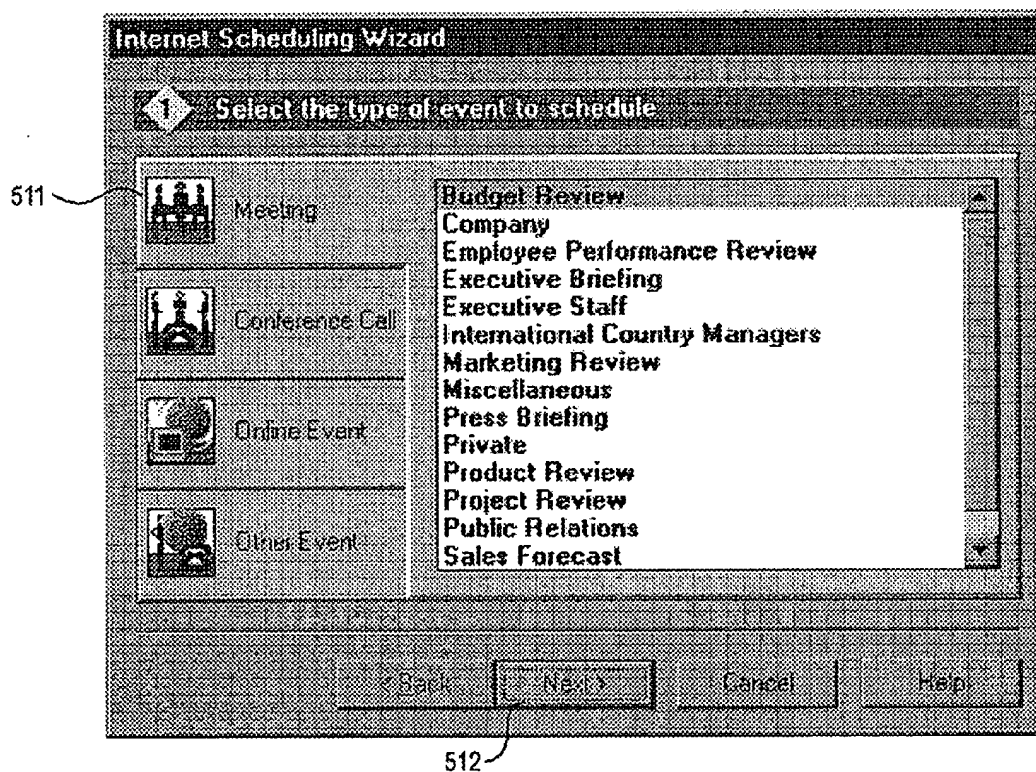 Internet Scheduling Wizard
1 Select the type of event to schedule
511
Meeting
Conference Call
Online Event
Other Event
Budget Review
Company
Employee Performance Review
Executive Briefing
Executive Staff
International Country Managers
Marketing Review
Miscellaneous
Press Briefing
Private
Product Review
Project Review
Public Relations
Sales Forecast
< Back Next > Cancel Help
512